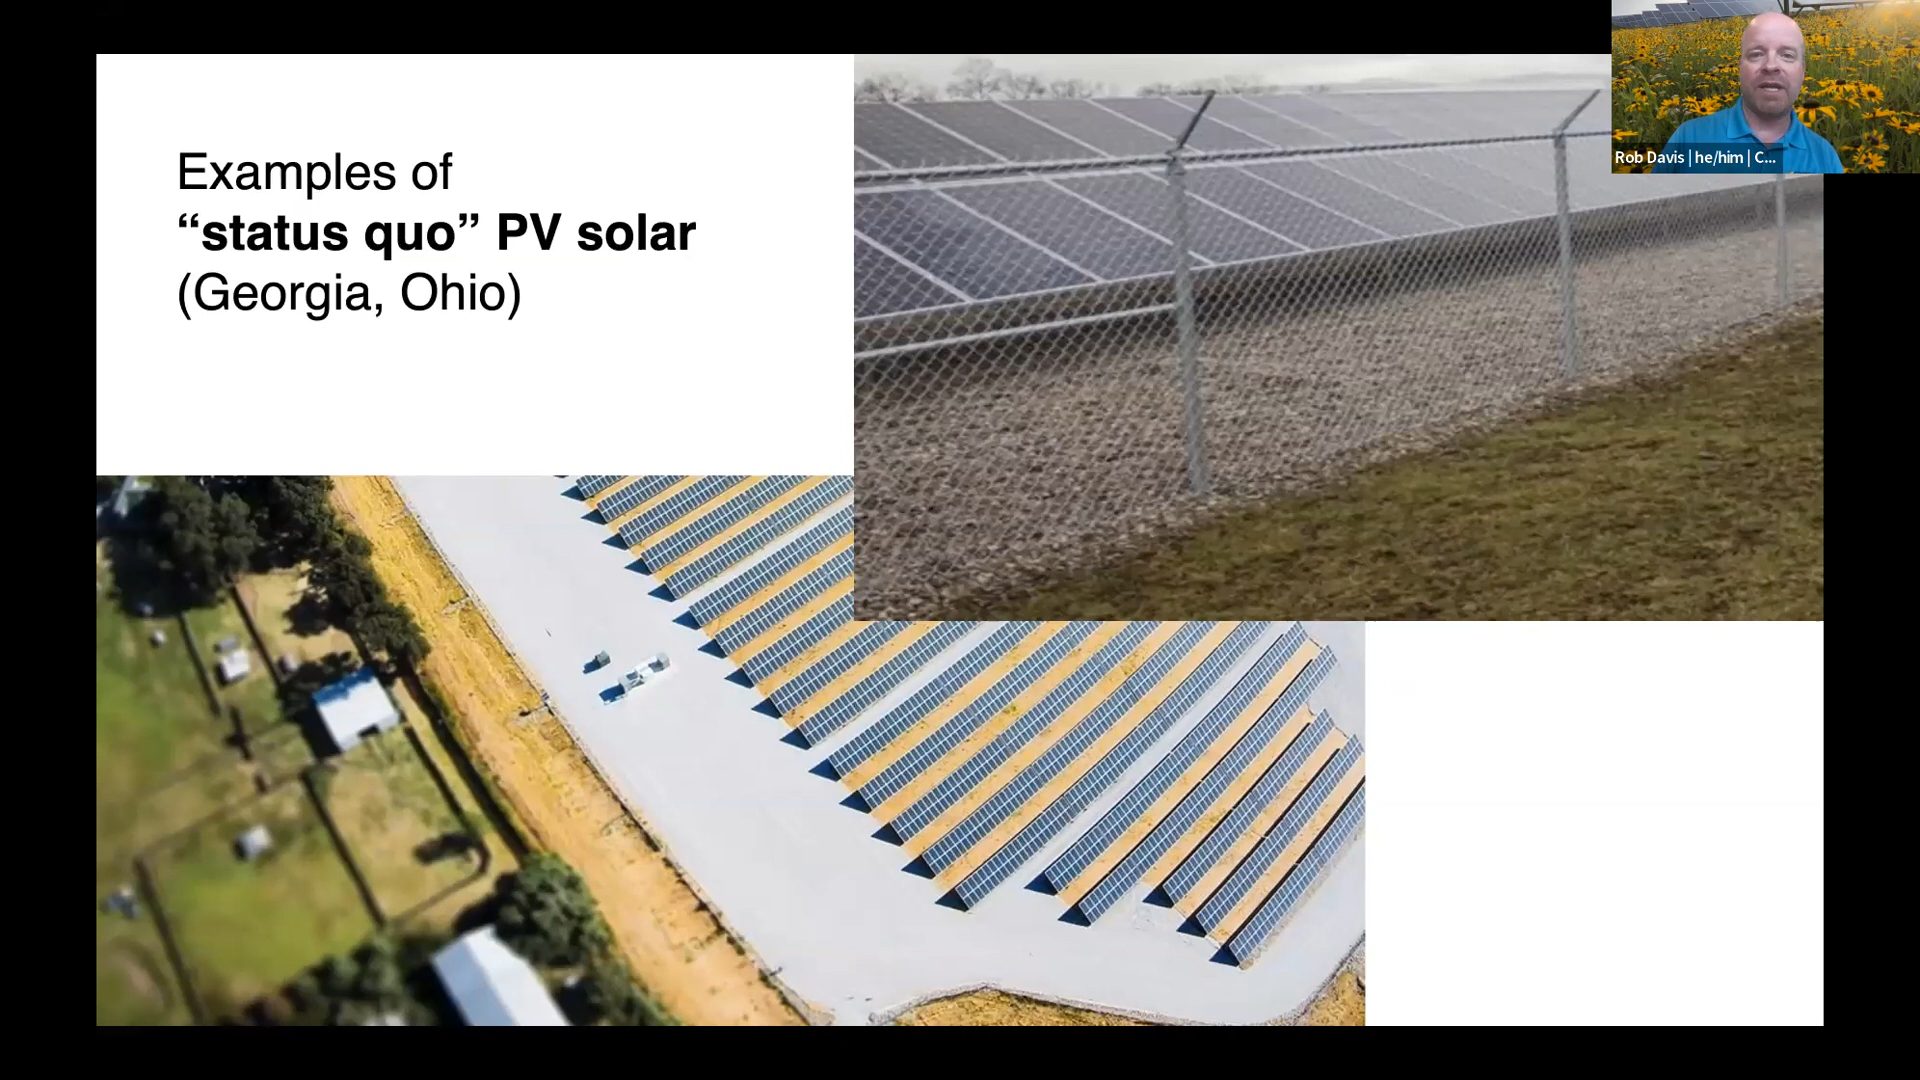 Examples of
“status quo” PV solar
(Georgia, Ohio)
Rob Davis | he/him | C...